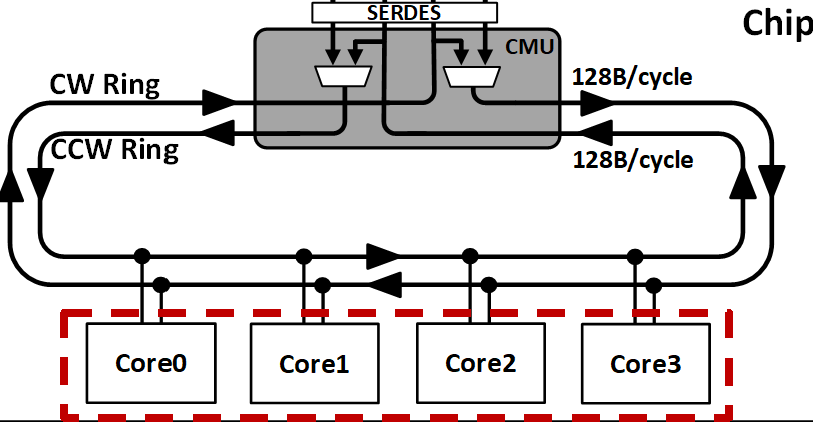 SERDES
Chip
CMU
CW Ring
128B/cycle
CCW Ring
128B/cycle
Core0
Core1
Core2
Core3